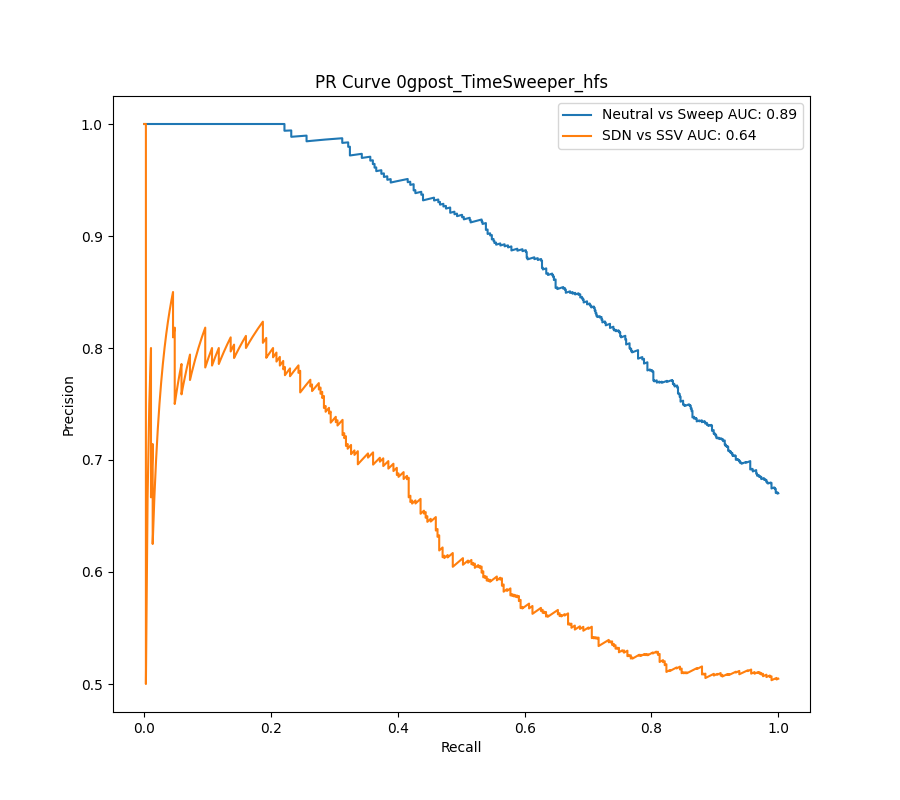 PR Curve 0gpost_TimeSweeper_hfs
Neutral vs Sweep AUC: 0.89
SDN vs SSV AUC: 0.64
1.0
0.9
0.8
0.7
0.6
0.5
Precision
0.0 0.2 0.4 0.6 0.8 1.0
Recall